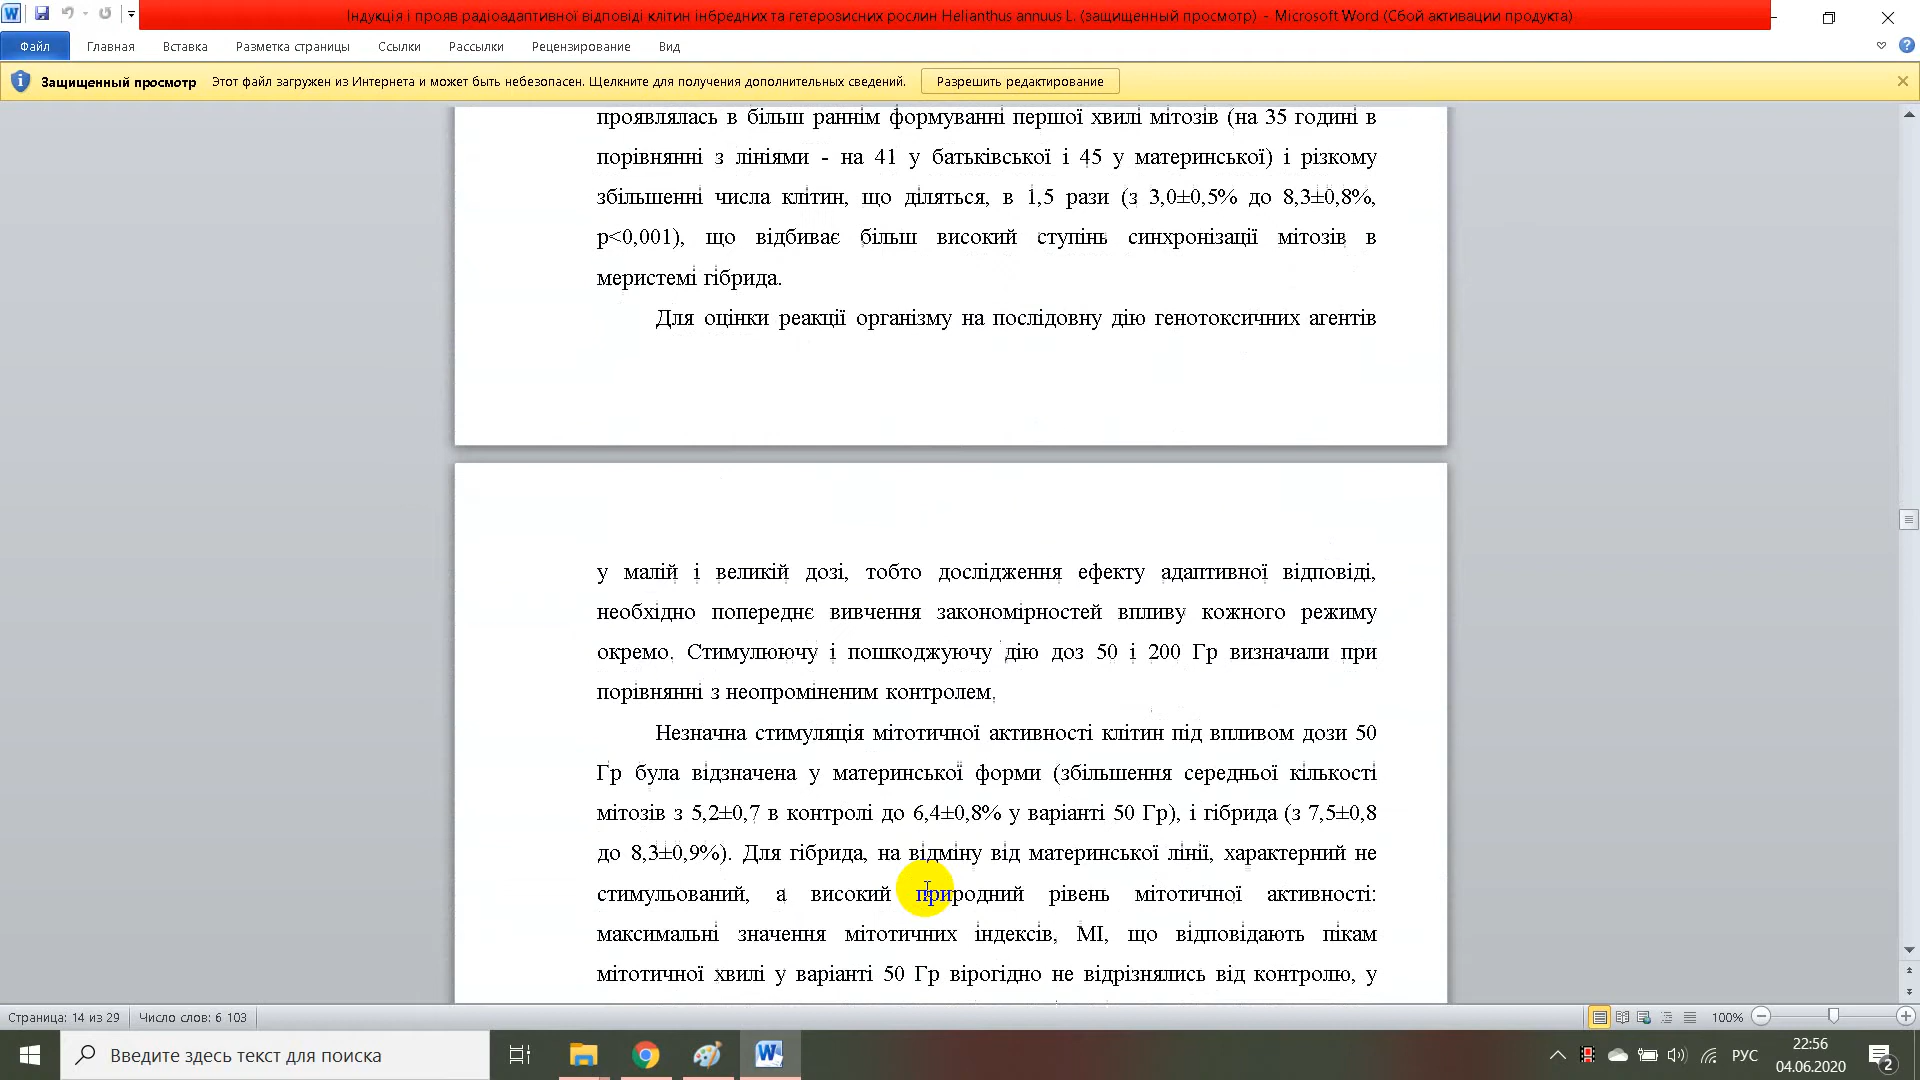 Індукція і прояв радіоадаптивної відповіді клітин інбредних та гетерозисних рослин Helianthus annuus L. (защищенный просмотр) - Microsoft Word (Сбой активации продукта)
Файл Главная Вставка Разметка страницы Ссылки Рассылки Рецензирование Вид
Защищенный просмотр Этот файл загружен из Интернета и может быть небезопасен. Щелкните для получения дополнительных сведений. Разрешить редактирование
проявлялась в більш раннім формуванні першої хвилі мітозів (на 35 годині в
порівнянні з лініями - на 41 у батьківської і 45 у материнської) і різкому
збільшенні числа клітин, що діляться, в 1,5 рази (з 3,0±0,5% до 8,3±0,8%,
p<0,001), що відбиває більш високий ступінь синхронізації мітозів в
меристемі гібрида.
Для оцінки реакції організму на послідовну дію генотоксичних агентів
у малій і великій дозі, тобто дослідження ефекту адаптивної відповіді,
необхідно попереднє вивчення закономірностей впливу кожного режиму
окремо. Стимулюючу і пошкоджуючу дію доз 50 і 200 Гр визначали при
порівнянні з неопроміненим контролем.
Незначна стимуляція мітотичної активності клітин під впливом дози 50
Гр була відзначена у материнської форми (збільшення середньої кількості
мітозів з 5,2±0,7 в контролі до 6,4±0,8% у варіанті 50 Гр), і гібрида (з 7,5±0,8
до 8,3±0,9%). Для гібрида, на відміну від материнської лінії, характерний не
стимульований, а високий природний рівень мітотичної активності:
максимальні значення мітотичних індексів, МІ, що відповідають пікам
мітотичної хвилі у варіанті 50 Гр вірогідно не відрізнялись від контролю, у
Страница: 14 из 29 Число слов: 6 103 100%
Введите здесь текст для поиска РУС 22:56
04.06.2020 2